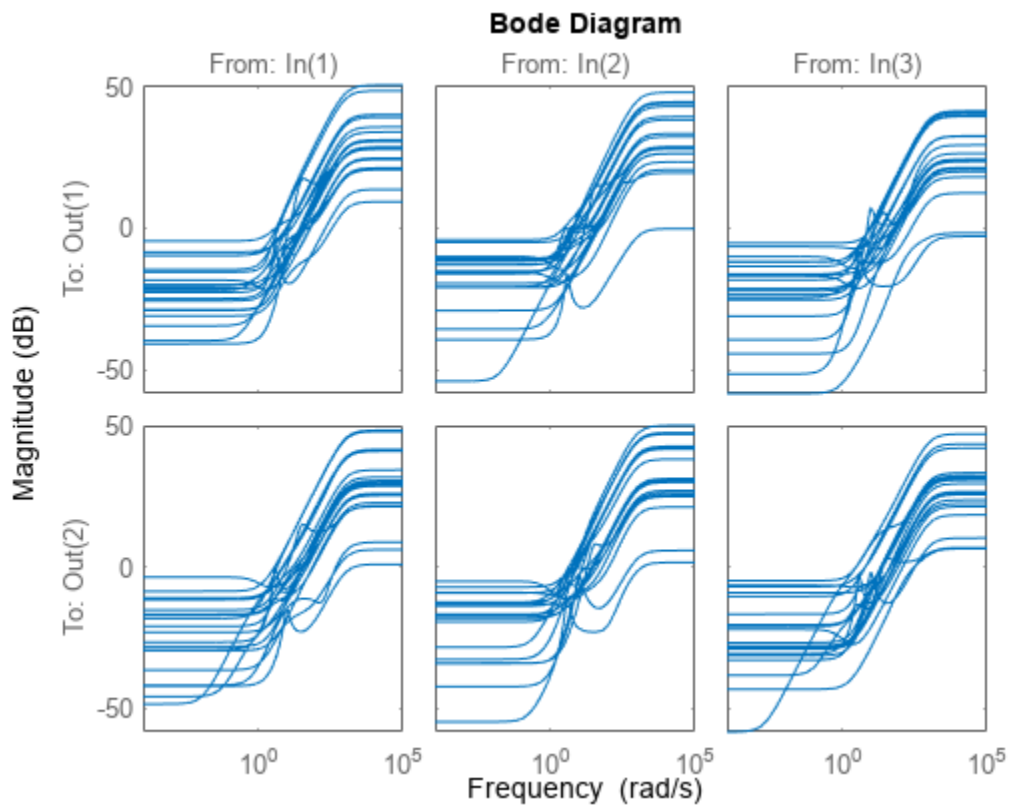 Bode Diagram
From: In(1)
From: In(2)
From: In(3)
Magnitude (dB)
To: Out(1)
50
0
-50
To: Out(2)
50
0
-50
10^0
10^5
10^0
10^5
10^0
10^5
Frequency (rad/s)